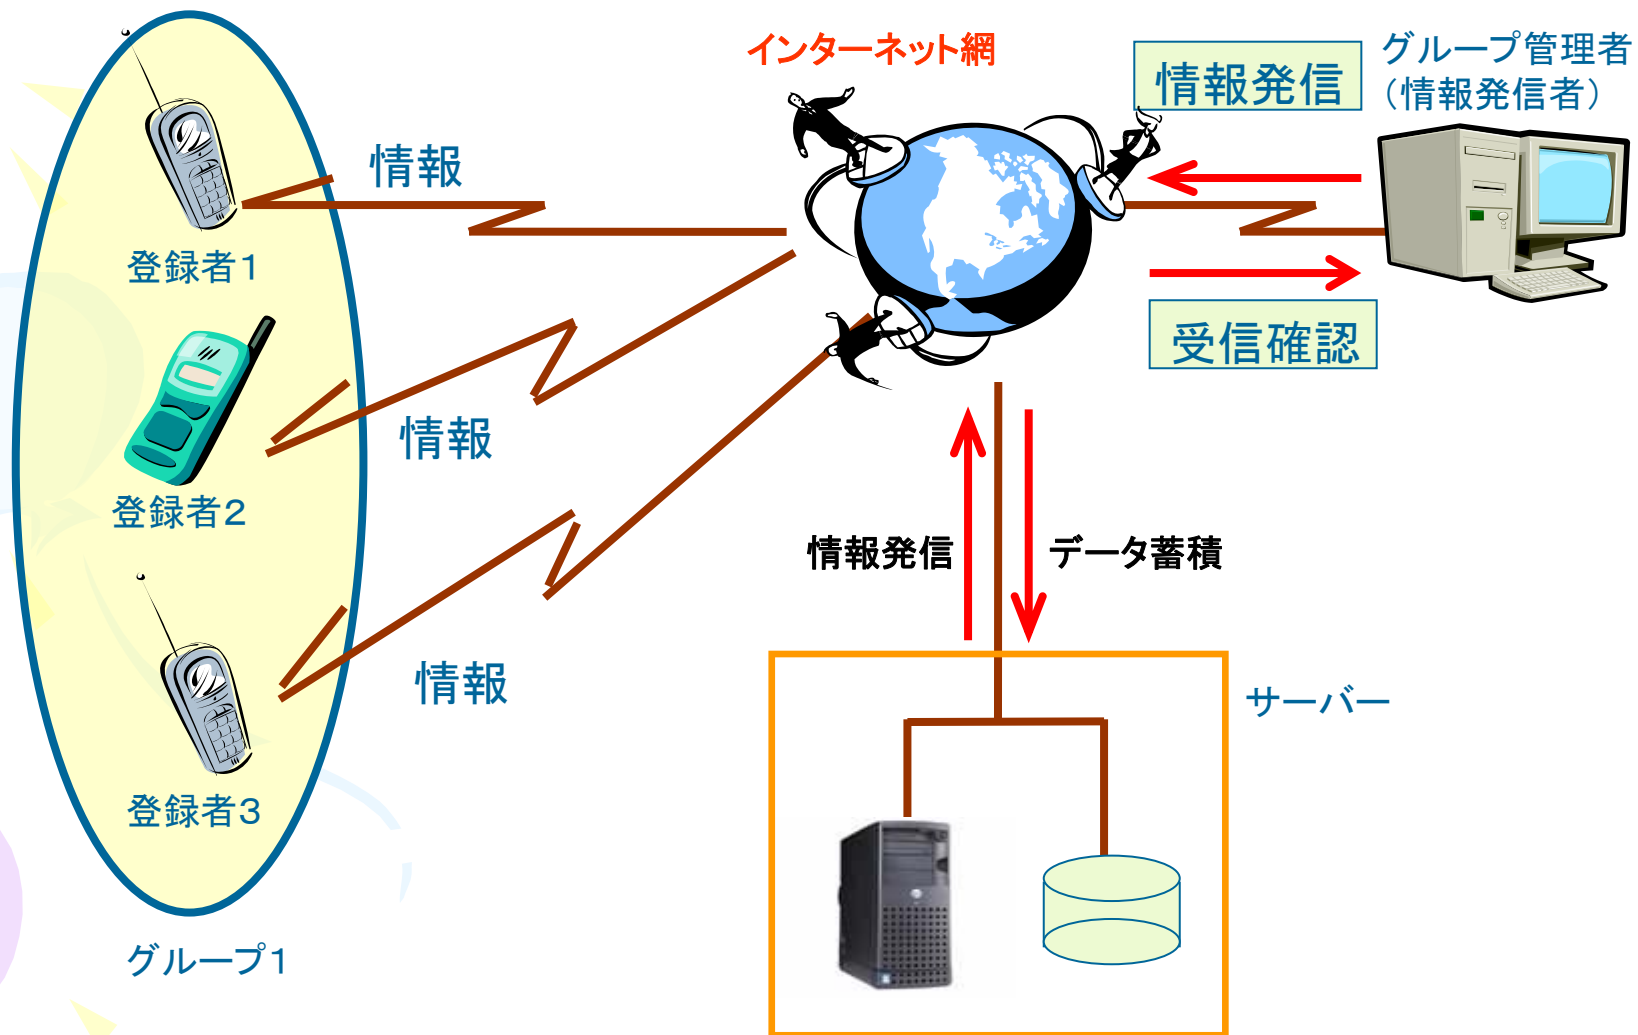 インターネット網
情報発信
グループ管理者
（情報発信者）
情報
登録者１
受信確認
情報
登録者２
情報発信
データ蓄積
情報
サーバー
登録者３
グループ１